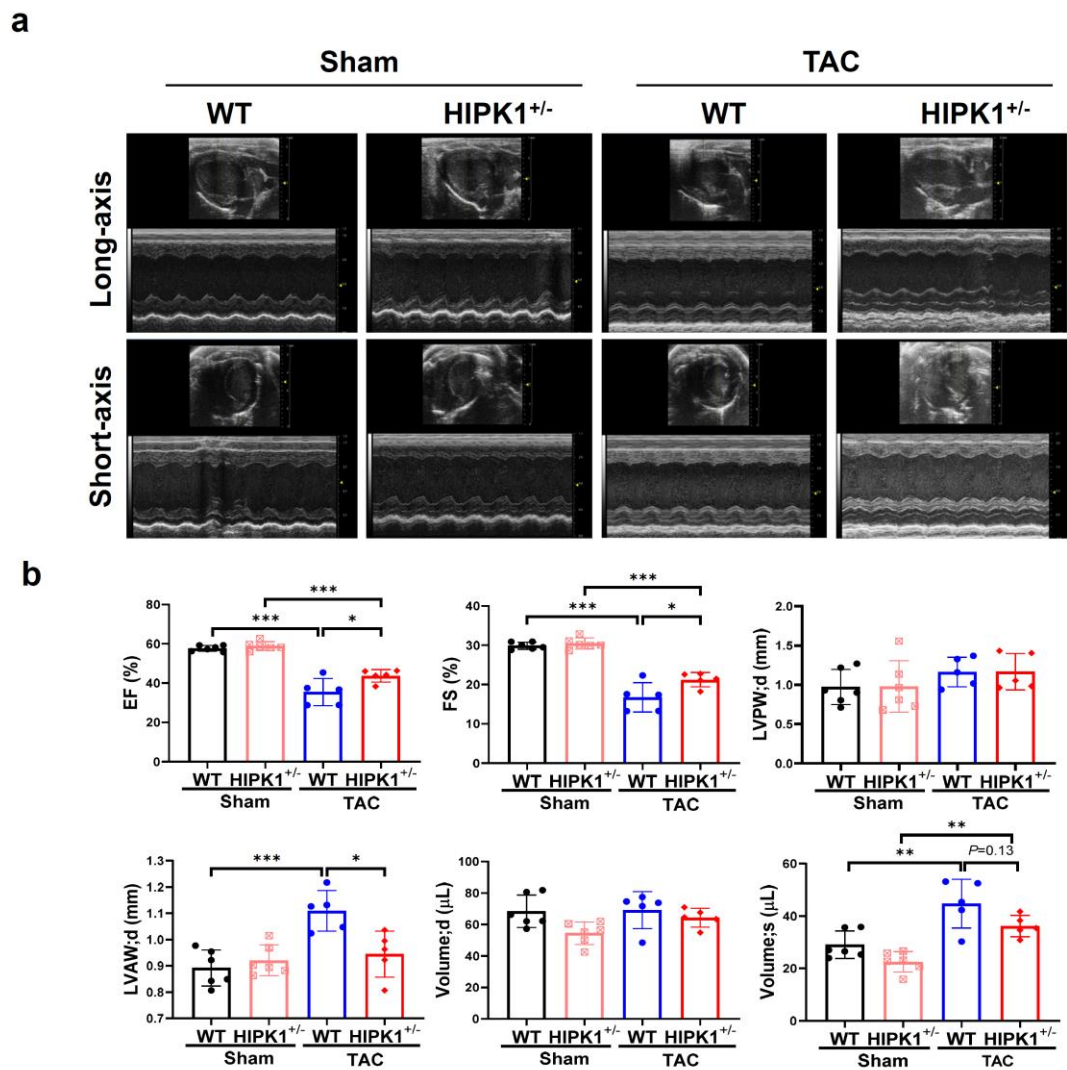 a
Sham TAC
WT HIPK1+/- WT HIPK1+/-
Long-axis
Short-axis
b
EF (%)
80
60
40
20
0
***
***
*
WT HIPK1+/- WT HIPK1+/-
Sham TAC
FS (%)
40
30
20
10
0
***
***
*
WT HIPK1+/- WT HIPK1+/-
Sham TAC
LVPW;d (mm)
2.0
1.5
1.0
0.5
0.0
WT HIPK1+/- WT HIPK1+/-
Sham TAC
LVAW;d (mm)
1.3
1.2
1.1
1.0
0.9
0.8
0.7
***
*
WT HIPK1+/- WT HIPK1+/-
Sham TAC
Volume;d (μL)
100
80
60
40
20
0
WT HIPK1+/- WT HIPK1+/-
Sham TAC
Volume;s (μL)
60
40
20
0
**
**
P=0.13
WT HIPK1+/- WT HIPK1+/-
Sham TAC